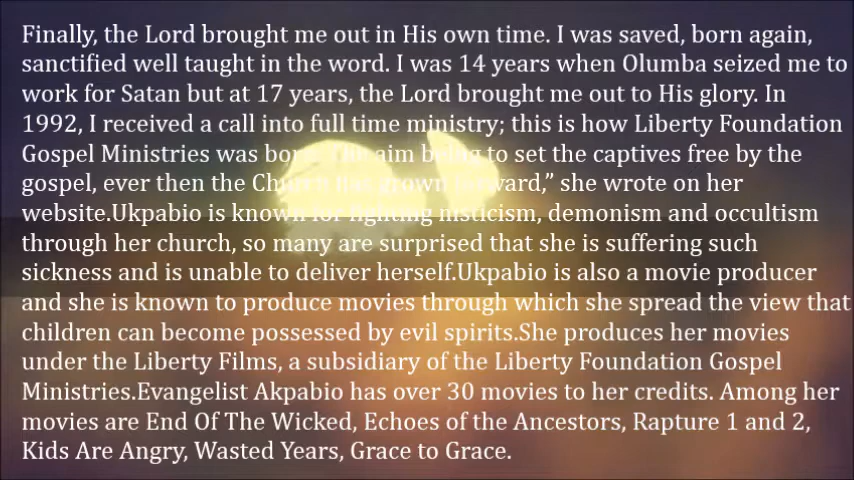 Finally, the Lord brought me out in His own time. I was saved, born again,
sanctified well taught in the word. I was 14 years when Olumba seized me to
work for Satan but at 17 years, the Lord brought me out to His glory. In
1992, I received a call into full time ministry; this is how Liberty Foundation
Gospel Ministries was born. The aim being to set the captives free by the
gospel, ever then the Church has grown forward,” she wrote on her
website.Ukpabio is known for fighting misticism, demonism and occultism
through her church, so many are surprised that she is suffering such
sickness and is unable to deliver herself.Ukpabio is also a movie producer
and she is known to produce movies through which she spread the view that
children can become possessed by evil spirits.She produces her movies
under the Liberty Films, a subsidiary of the Liberty Foundation Gospel
Ministries.Evangelist Akpabio has over 30 movies to her credits. Among her
movies are End Of The Wicked, Echoes of the Ancestors, Rapture 1 and 2,
Kids Are Angry, Wasted Years, Grace to Grace.